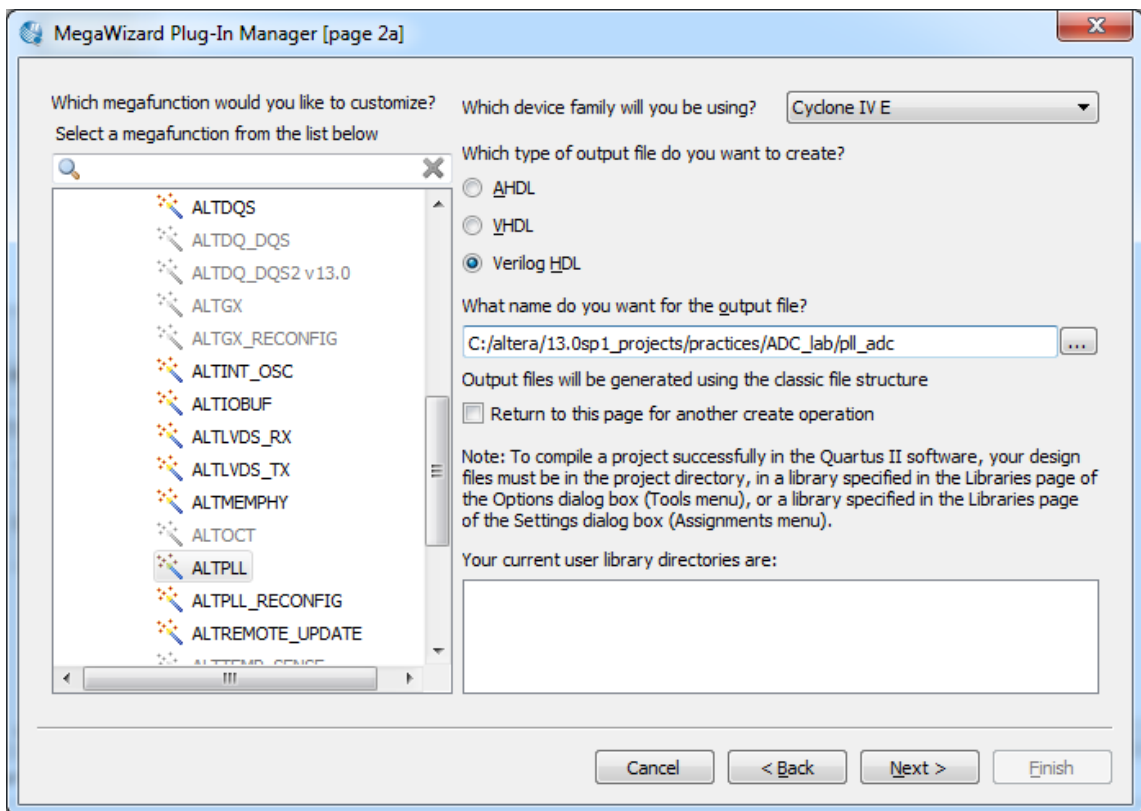 MegaWizard Plug-In Manager [page 2a]
Which megafunction would you like to customize?
Select a megafunction from the list below
ALTDQS
ALTDQ_DQS
ALTDQ_DQS2 v13.0
ALTGX
ALTGX_RECONFIG
ALTINT_OSC
ALTIOBUF
ALTLVDS_RX
ALTLVDS_TX
ALTMEMPHY
ALTOCT
ALTPLL
ALTPLL_RECONFIG
ALTREMOTE_UPDATE
ALTTEMP_SENSE
Which device family will you be using?
Cyclone IV E
Which type of output file do you want to create?
AHDL
VHDL
Verilog HDL
What name do you want for the output file?
C:/altera/13.0sp1_projects/practices/ADC_lab/pll_adc
...
Output files will be generated using the classic file structure
Return to this page for another create operation
Note: To compile a project successfully in the Quartus II software, your design
files must be in the project directory, in a library specified in the Libraries page of
the Options dialog box (Tools menu), or a library specified in the Libraries page
of the Settings dialog box (Assignments menu).
Your current user library directories are:
Cancel
< Back
Next >
Finish